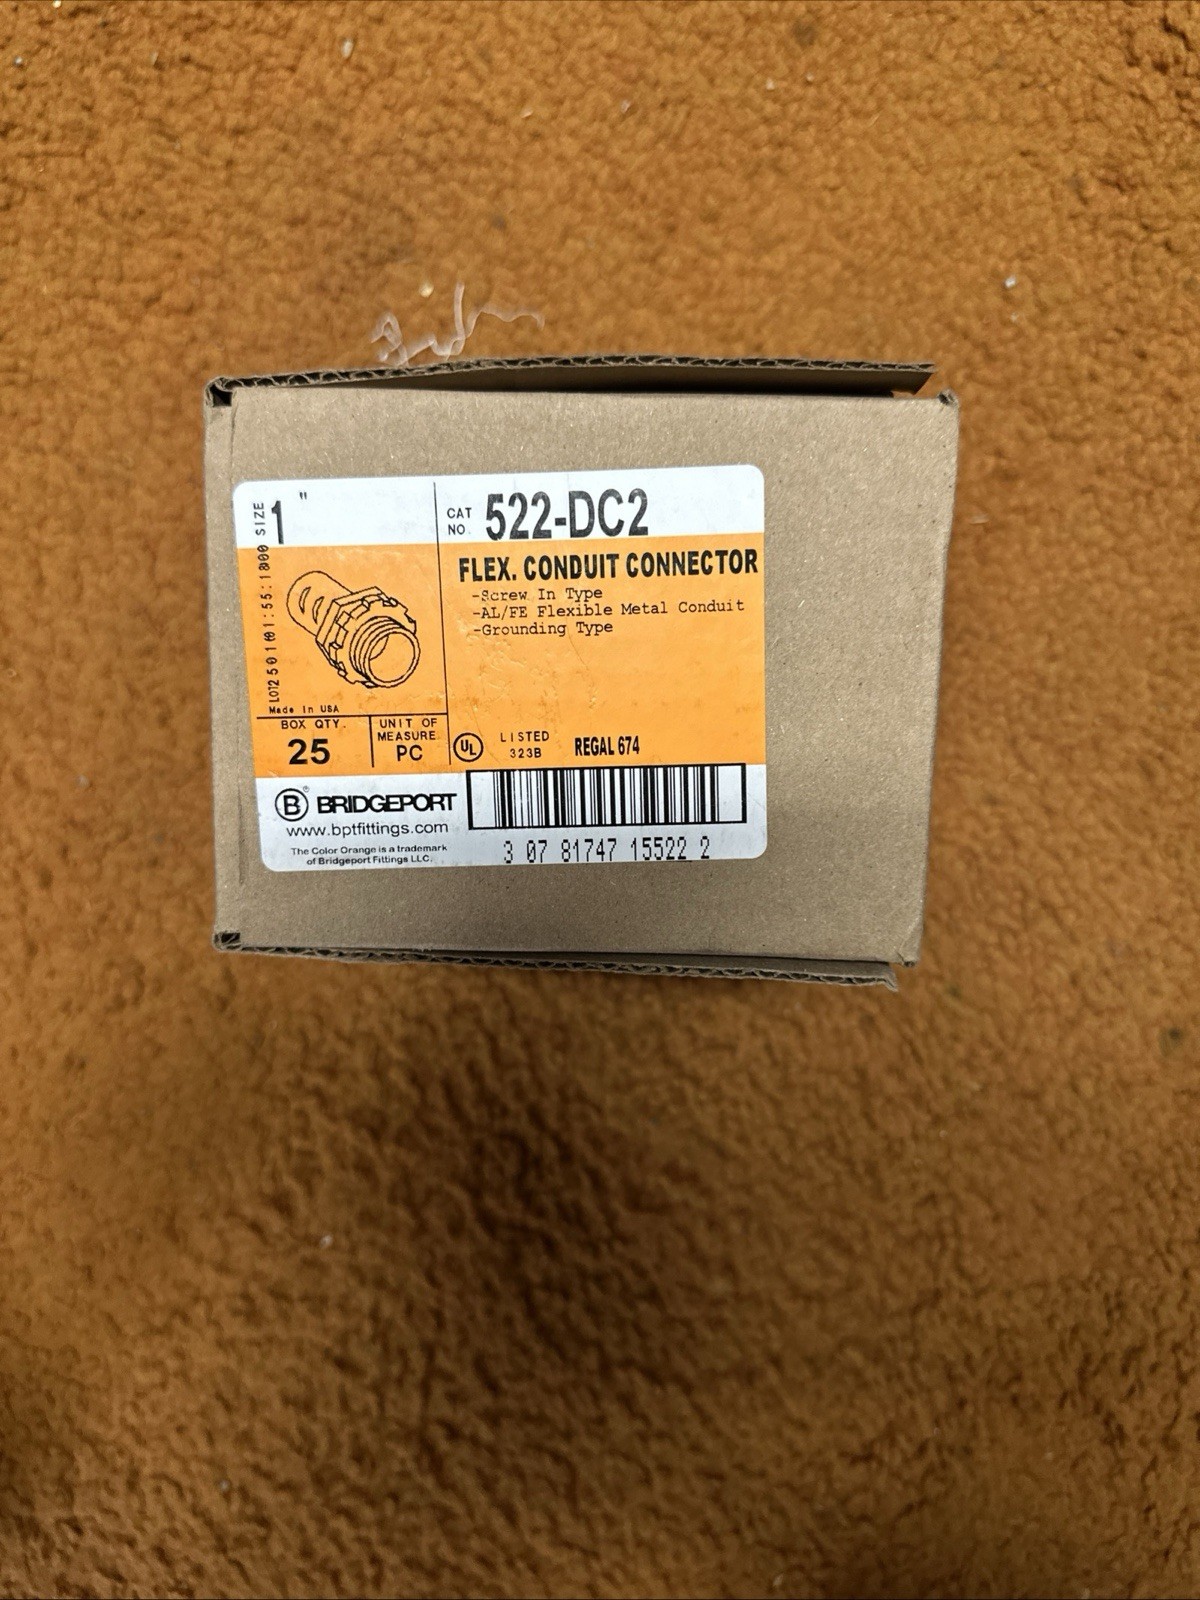 SIZE 1"
CAT NO. 522-DC2
FLEX. CONDUIT CONNECTOR
-Screw In Type
-AL/FE Flexible Metal Conduit
-Grounding Type
Made In USA
BOX QTY.
25
UNIT OF
MEASURE
PC
UL
LISTED
323B
REGAL 674
B® BRIDGEPORT
www.bptfittings.com
The Color Orange is a trademark
of Bridgeport Fittings LLC.
3 07 81747 15522 2